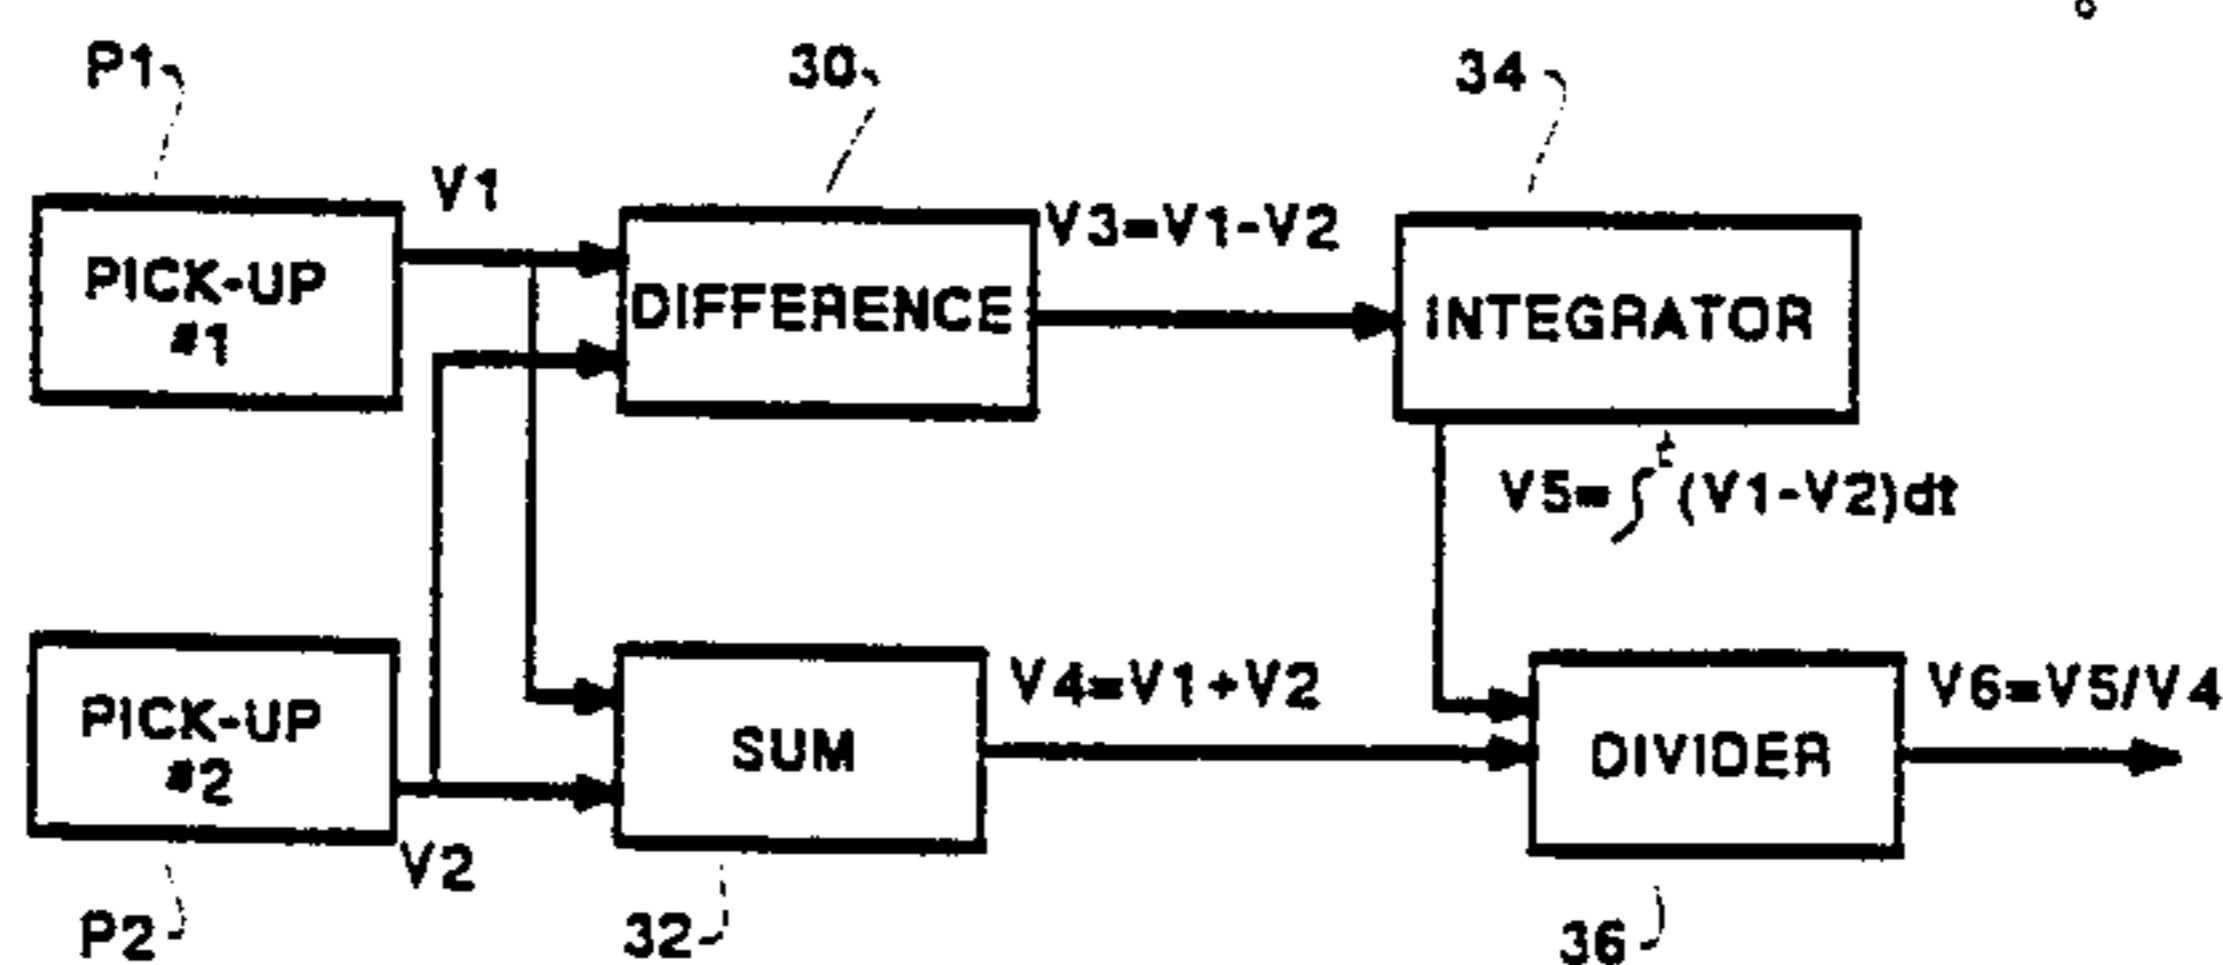 P1
30
34
V1
PICK-UP
#1
DIFFERENCE
V3=V1-V2
INTEGRATOR
V5=∫t(V1-V2)dt
PICK-UP
#2
V2
SUM
V4=V1+V2
DIVIDER
V6=V5/V4
P2
32
36